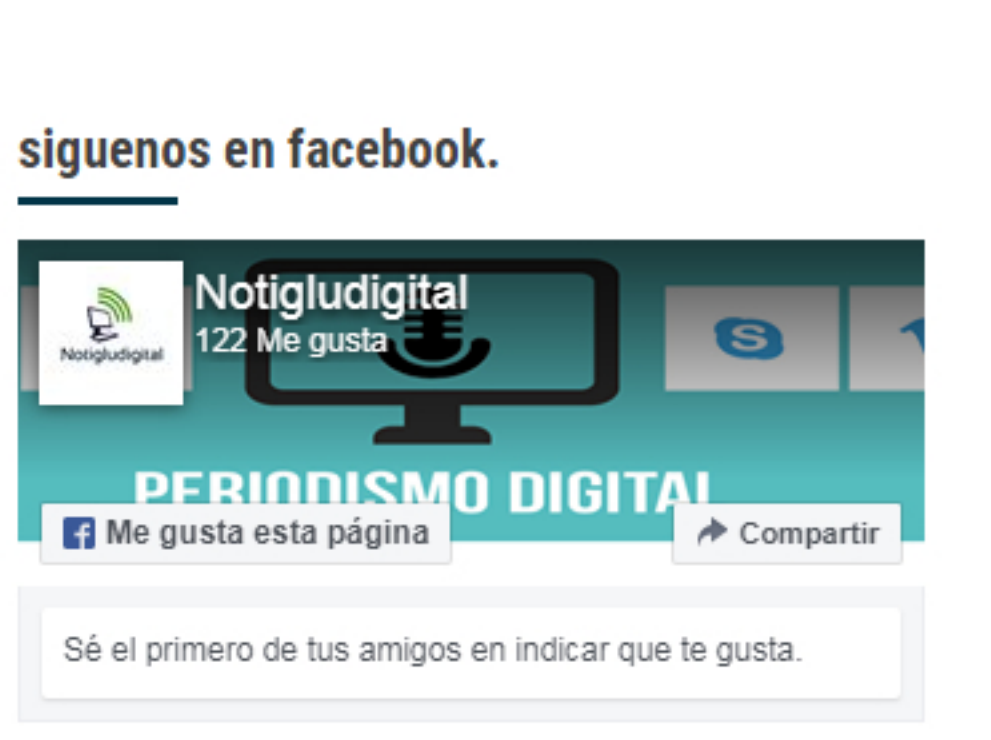 siguenos en facebook.
Notigludigital
Notigludigital
122 Me gusta
PERIODISMO DIGITAL
Me gusta esta página
Compartir
Sé el primero de tus amigos en indicar que te gusta.